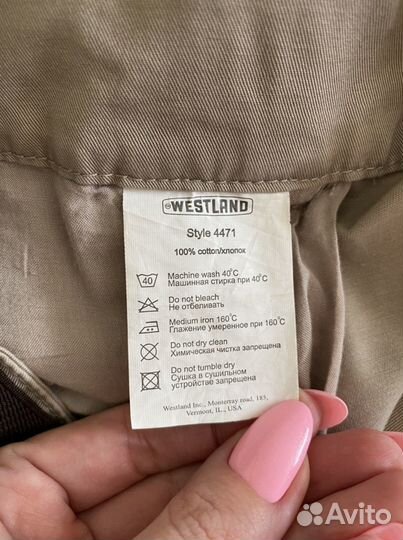 WESTLAND
Style 4471
100% cotton/хлопок
40
Machine wash 40°C
Машинная стирка при 40°C
Do not bleach
Не отбеливать
Medium iron 160°C
Глажение умеренное при 160°C
Do not dry clean
Химическая чистка запрещена
Do not tumble dry
Сушка в сушильном
устройстве запрещена
Westland Inc., Monterray road, 185,
Vermont, IL., USA
Avito